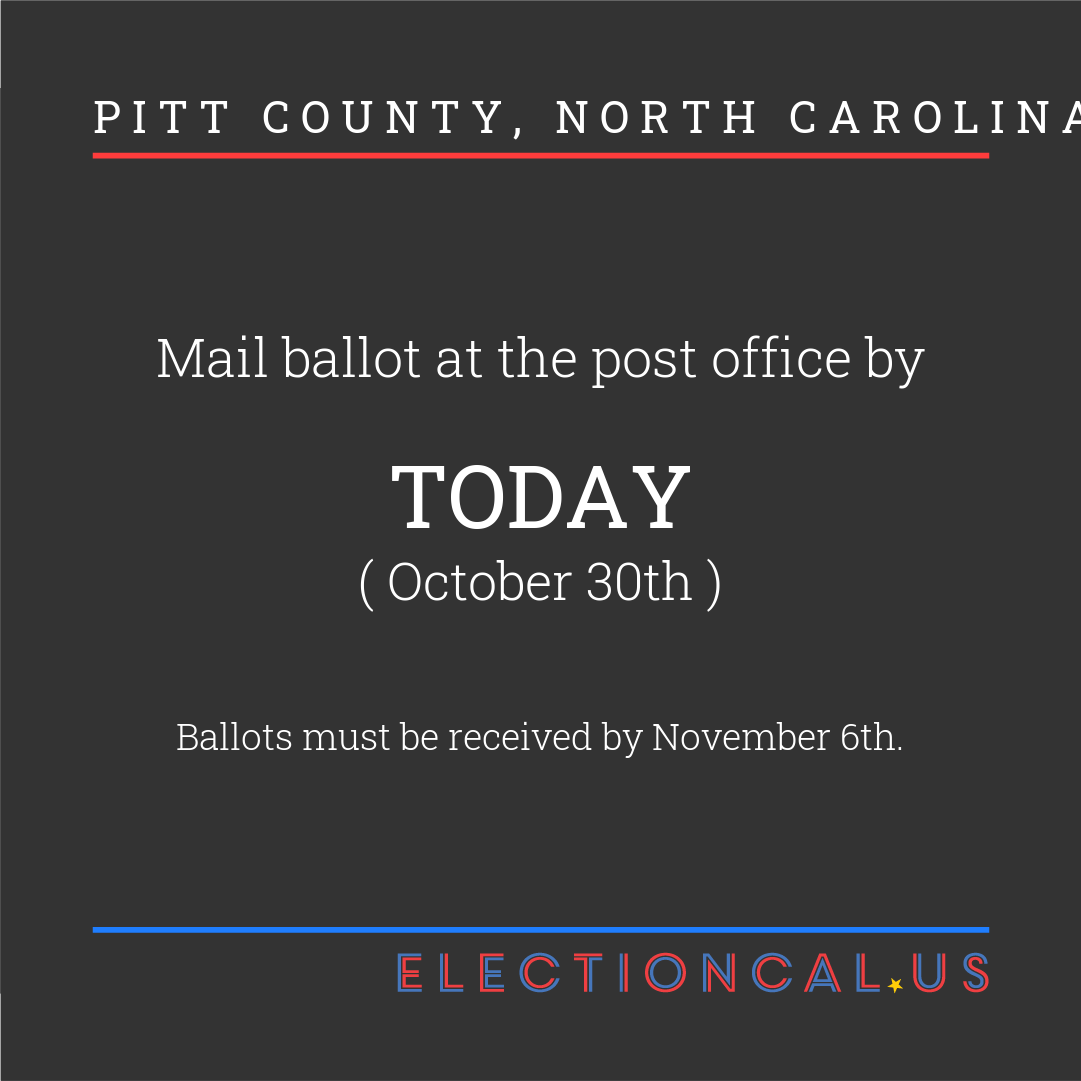 PITT COUNTY, NORTH CAROLINA
Mail ballot at the post office by
TODAY
( October 30th )
Ballots must be received by November 6th.
ELECTIONCAL.US